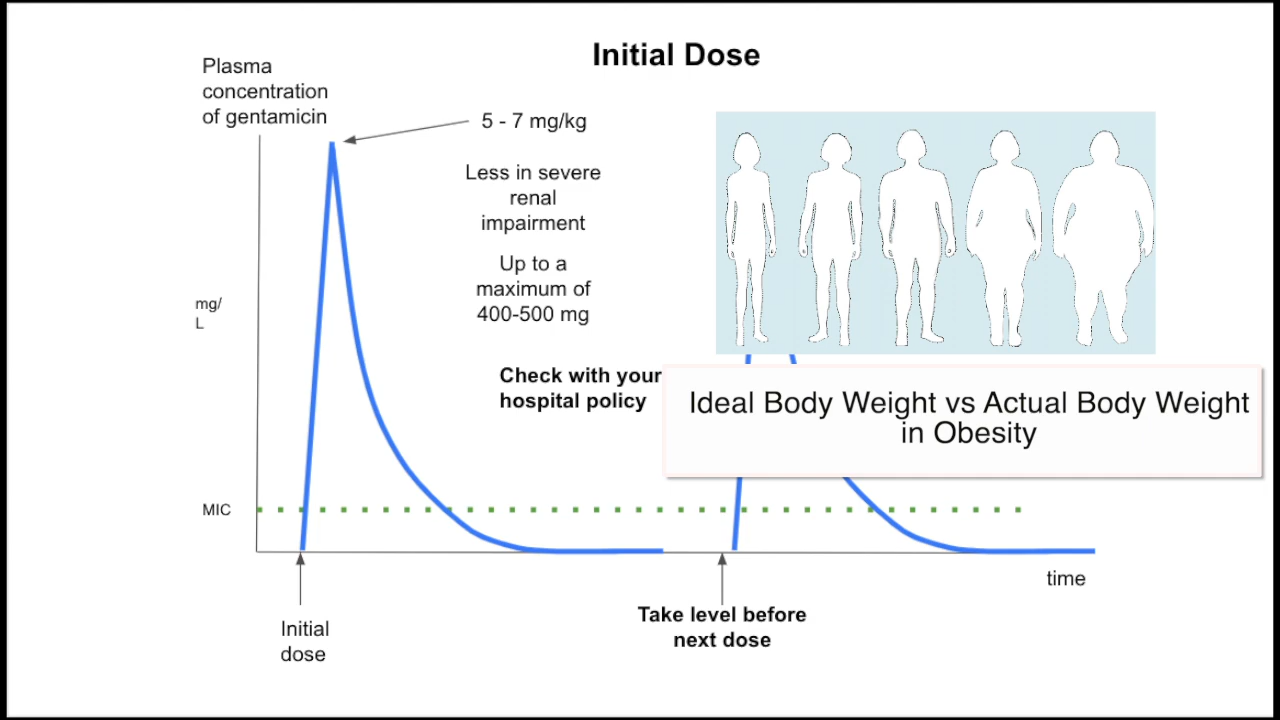 Initial Dose
Plasma
concentration
of gentamicin
5 - 7 mg/kg
Less in severe
renal
impairment
Up to a
maximum of
400-500 mg
mg/
L
Check with your
hospital policy
Ideal Body Weight vs Actual Body Weight
in Obesity
MIC
time
Initial
dose
Take level before
next dose